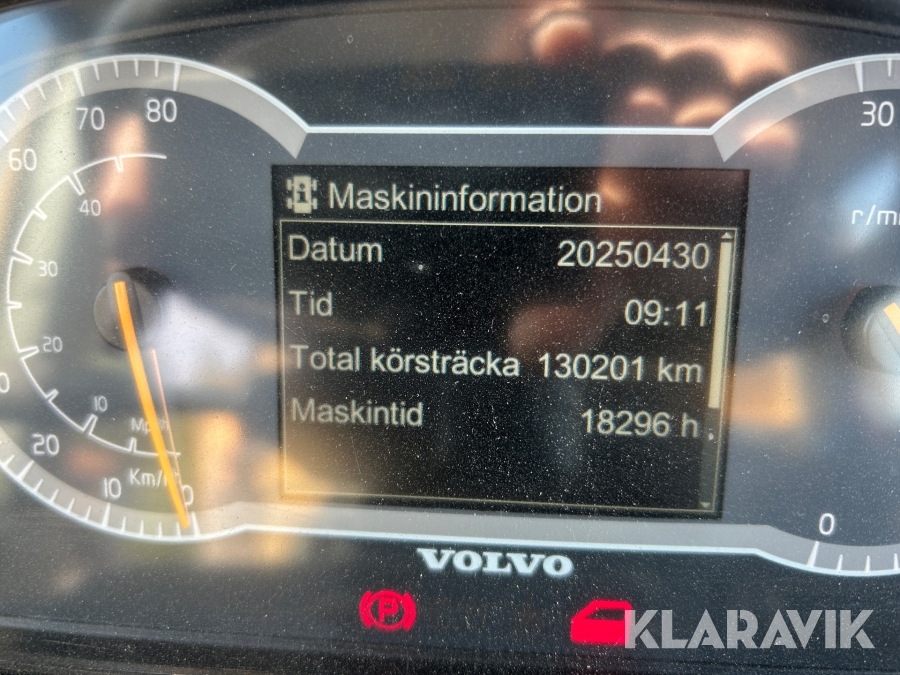 Maskininformation
Datum 20250430
Tid 09:11
Total körsträcka 130201 km
Maskintid 18296 h
80
70
60
40
30
20
10
20
10
0
Km/
30
r/m
0
VOLVO
P
KLARAVIK